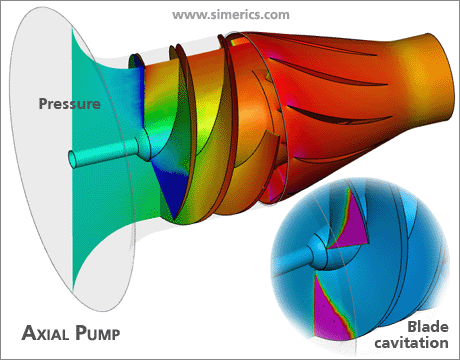 www.simerics.com
Pressure
AXIAL PUMP
Blade
cavitation